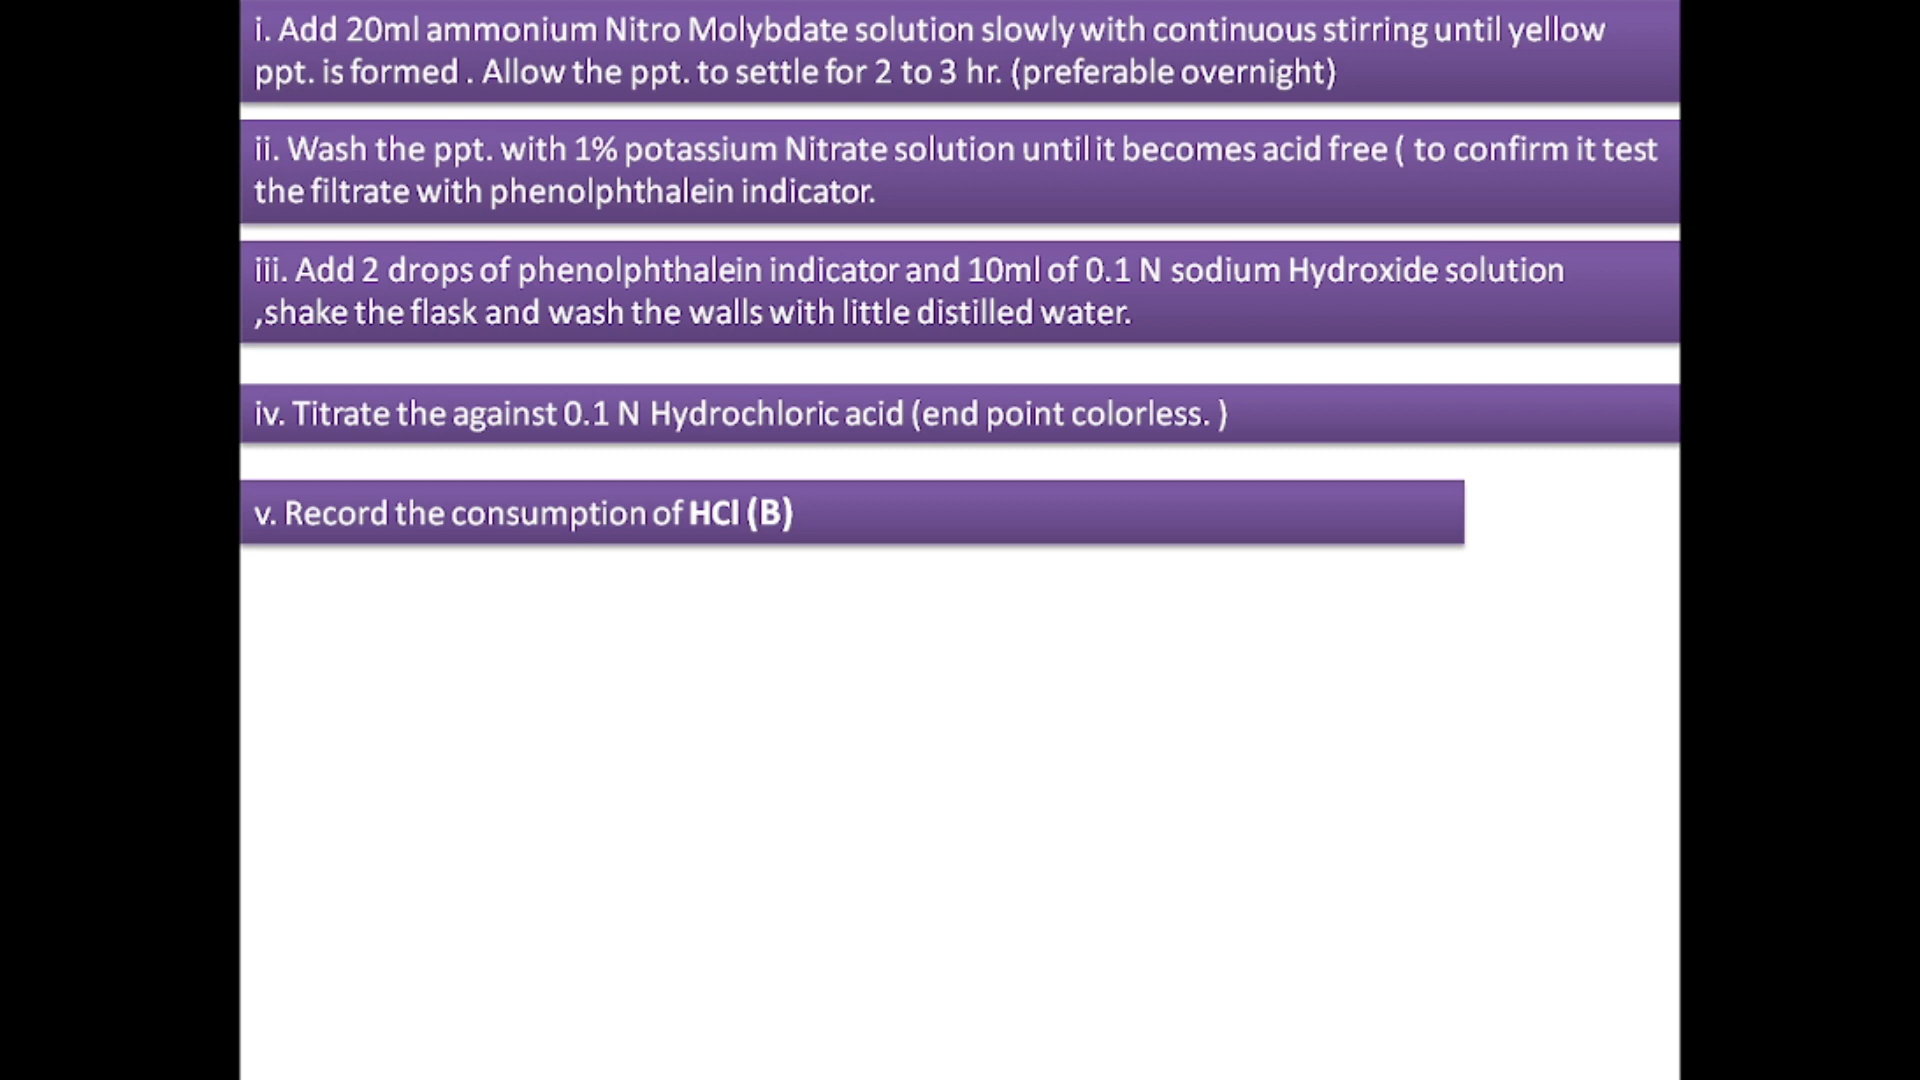 i. Add 20ml ammonium Nitro Molybdate solution slowly with continuous stirring until yellow
ppt. is formed . Allow the ppt. to settle for 2 to 3 hr. (preferable overnight)
ii. Wash the ppt. with 1% potassium Nitrate solution until it becomes acid free ( to confirm it test
the filtrate with phenolphthalein indicator.
iii. Add 2 drops of phenolphthalein indicator and 10ml of 0.1 N sodium Hydroxide solution
,shake the flask and wash the walls with little distilled water.
iv. Titrate the against 0.1 N Hydrochloric acid (end point colorless. )
v. Record the consumption of HCl (B)